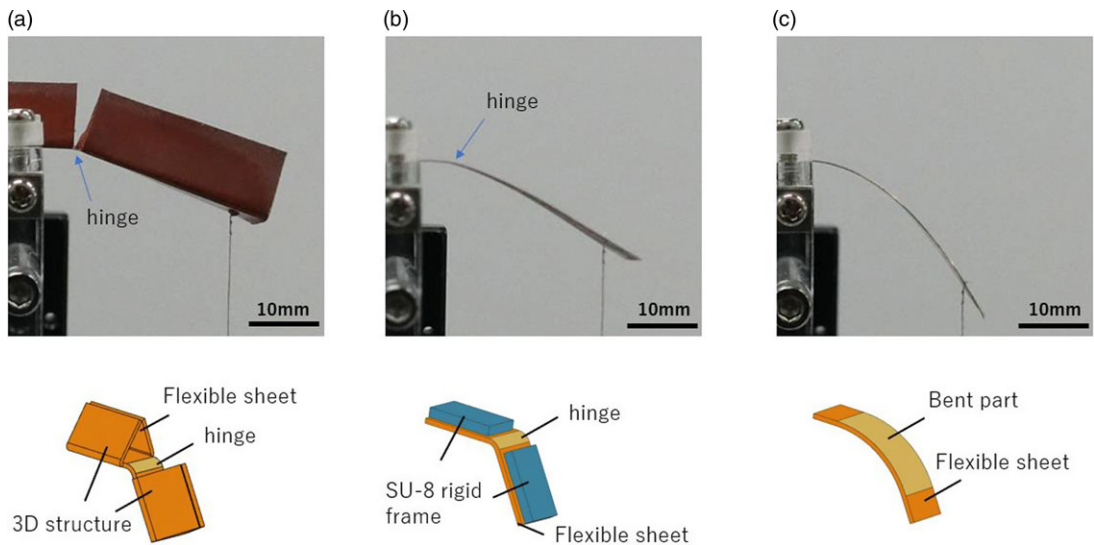 (a)
(b)
(c)
hinge
10mm
hinge
10mm
10mm
Flexible sheet
hinge
3D structure
hinge
SU-8 rigid
frame
Flexible sheet
Bent part
Flexible sheet